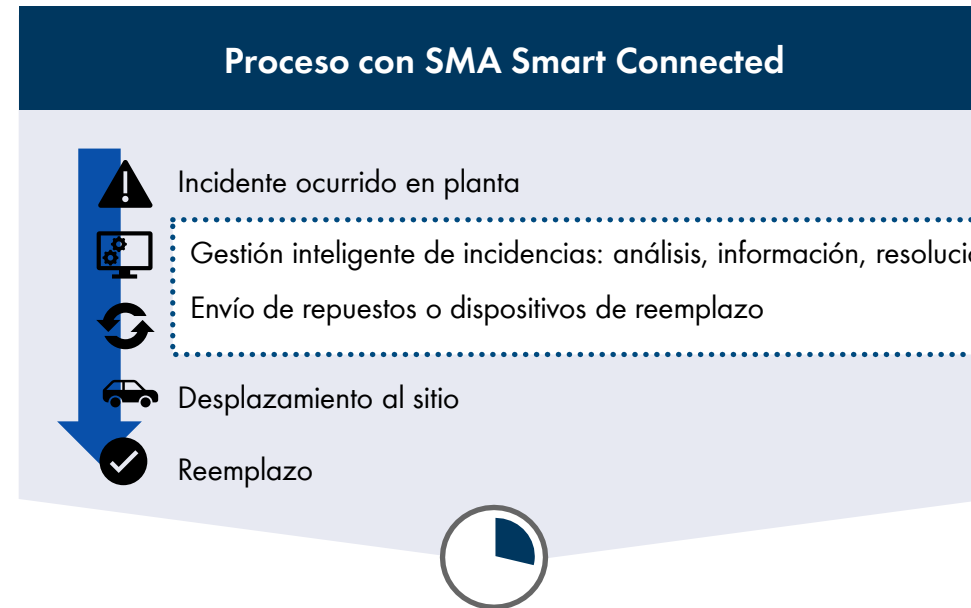 Proceso con SMA Smart Connected
Incidente ocurrido en planta
Gestión inteligente de incidencias: análisis, información,
Envío de repuestos o dispositivos de reemplazo
Desplazamiento al sitio
Reemplazo